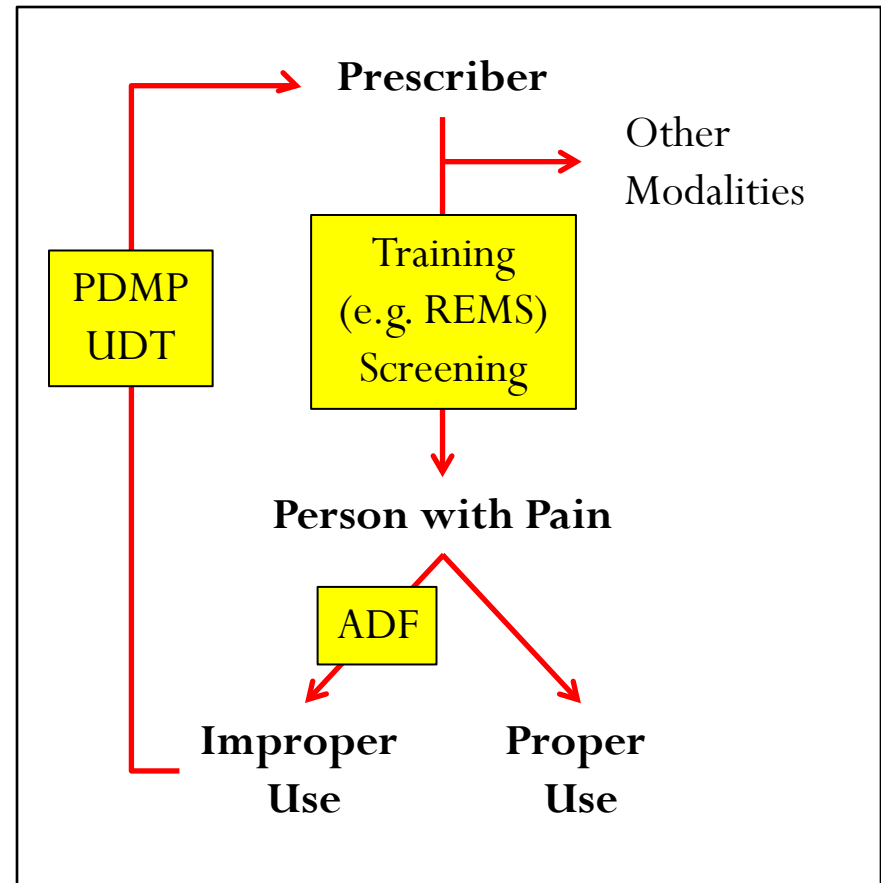 Prescriber
Other
Modalities
PDMP
UDT
Training
(e.g. REMS)
Screening
Person with Pain
ADF
Improper
Use
Proper
Use